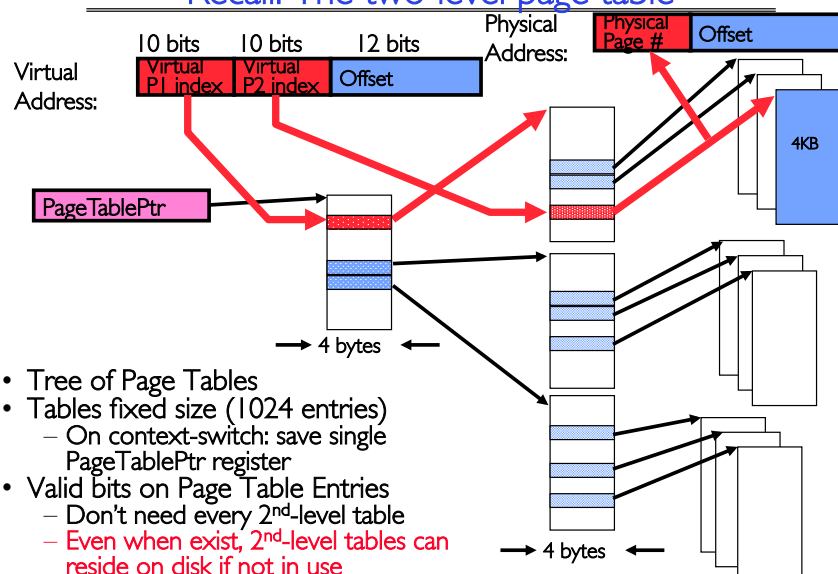 Recall: The two-level page table
Physical
Address:
Physical
Page #
Offset
10 bits 10 bits 12 bits
Virtual
Address:
Virtual
P1 index
Virtual
P2 index
Offset
4KB
PageTablePtr
4 bytes
• Tree of Page Tables
• Tables fixed size (1024 entries)
– On context-switch: save single
PageTablePtr register
• Valid bits on Page Table Entries
– Don't need every 2nd-level table
– Even when exist, 2nd-level tables can
reside on disk if not in use
4 bytes